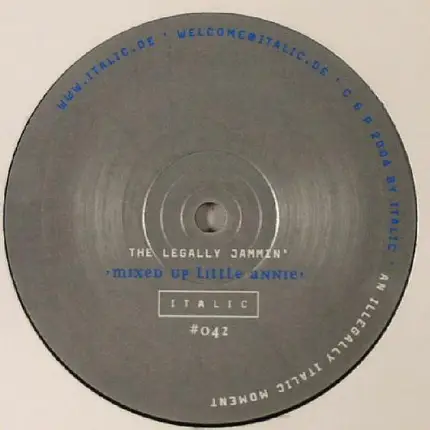 WWW.ITALIC.DE · WELCOME@ITALIC.DE · C & P 2004 BY ITALIC · AN ILLEGALLY ITALIC MOMENT
THE LEGALLY JAMMIN'
·MIXED UP LITTLE ANNIE·
ITALIC
#042